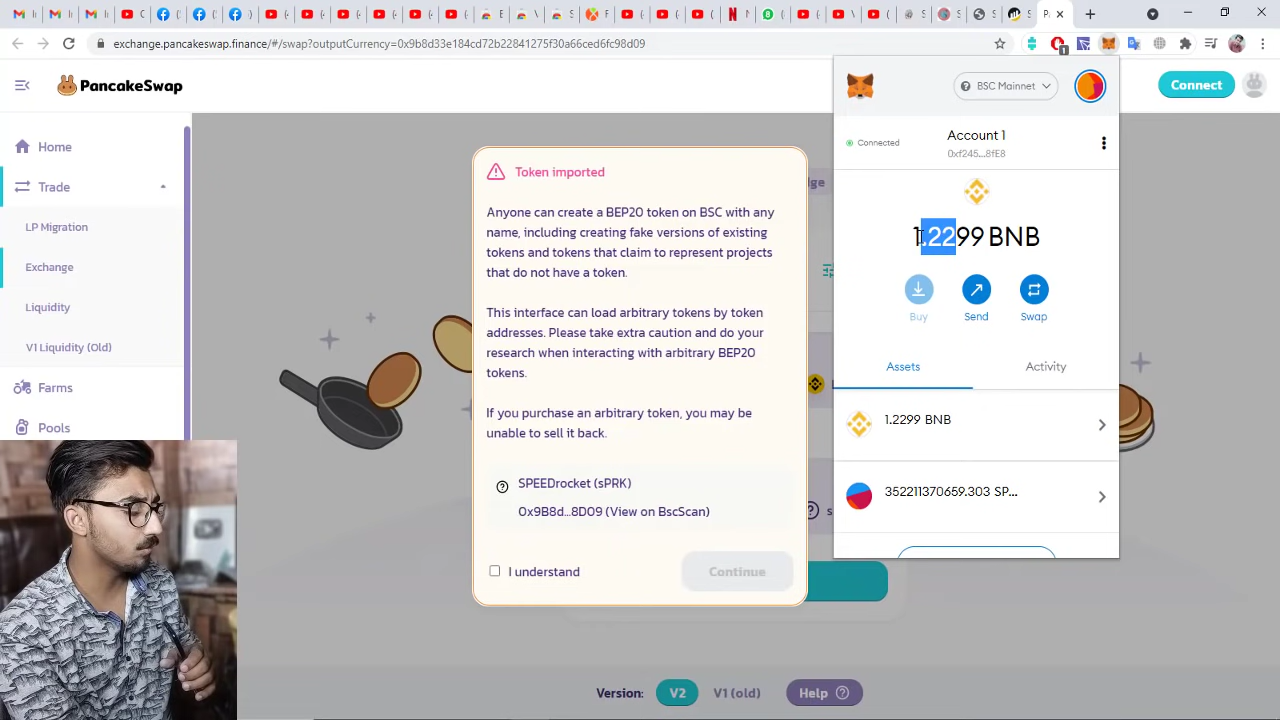 exchange.pancakeswap.finance/#/swap?outputCurrency=0x9b8d33e184cd72b22841275f30a66ced6fc98d09
PancakeSwap
Connect
Home
Trade
LP Migration
Exchange
Liquidity
V1 Liquidity (Old)
Farms
Pools
Token imported
Anyone can create a BEP20 token on BSC with any
name, including creating fake versions of existing
tokens and tokens that claim to represent projects
that do not have a token.
This interface can load arbitrary tokens by token
addresses. Please take extra caution and do your
research when interacting with arbitrary BEP20
tokens.
If you purchase an arbitrary token, you may be
unable to sell it back.
SPEEDrocket (sPRK)
0x9B8d...8D09 (View on BscScan)
I understand
Continue
BSC Mainnet
Connected
Account 1
0xf245...8fE8
1.2299 BNB
Buy
Send
Swap
Assets
Activity
1.2299 BNB
352211370659.303 SP...
Version:
V2
V1 (old)
Help